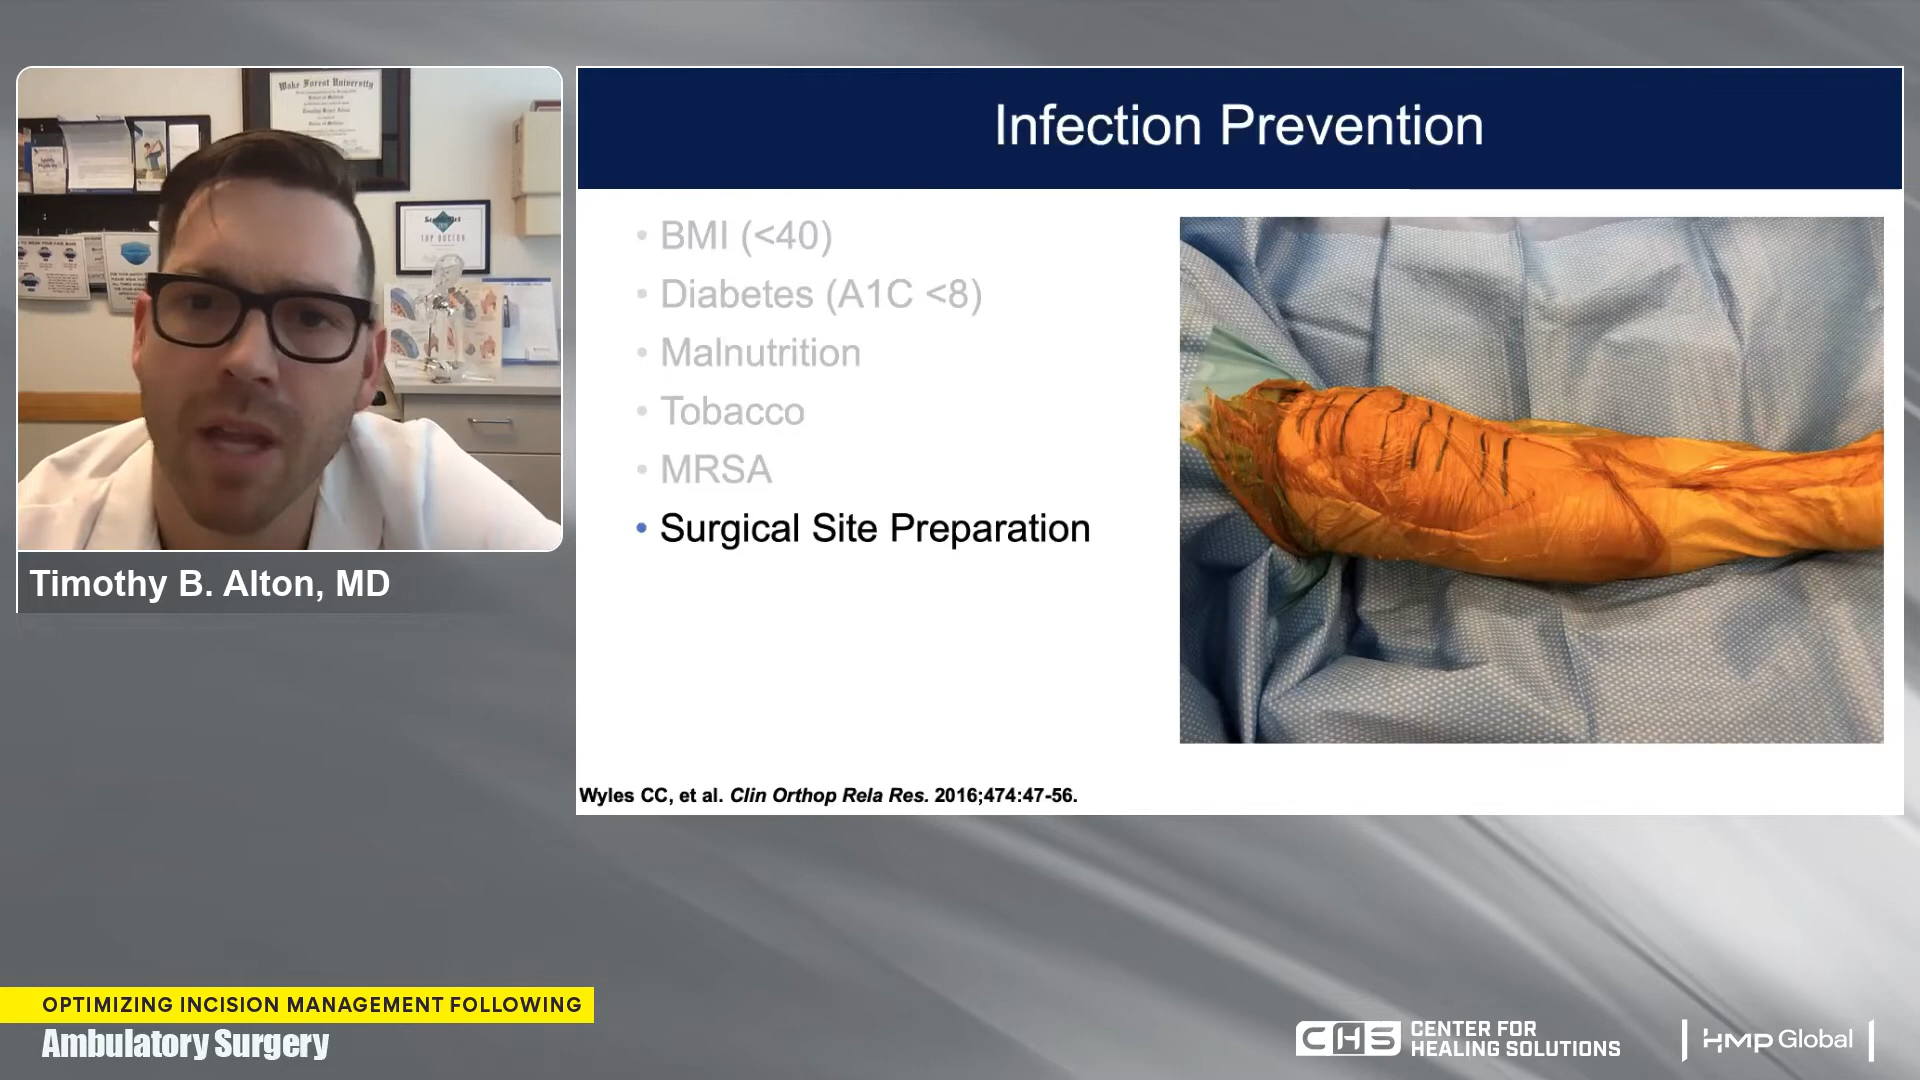 Wake Forest University
TOP DOCTOR
Timothy B. Alton, MD
Infection Prevention
• BMI (<40)
• Diabetes (A1C <8)
• Malnutrition
• Tobacco
• MRSA
• Surgical Site Preparation
Wyles CC, et al. Clin Orthop Rela Res. 2016;474:47-56.
OPTIMIZING INCISION MANAGEMENT FOLLOWING
Ambulatory Surgery
CHS
CENTER FOR
HEALING SOLUTIONS
HMP Global